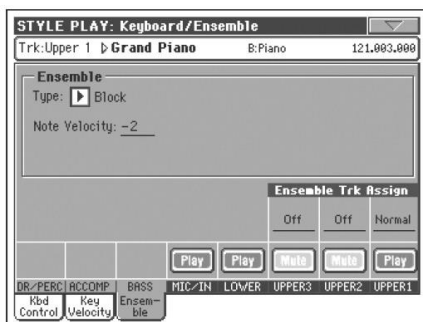 STYLE PLAY: Keyboard/Ensemble
Trk:Upper 1 Grand Piano B:Piano 121.003.000
Ensemble
Type: Block
Note Velocity: -2
Ensemble Trk Assign
Off Off Normal
Play Play Mute Mute Play
DR/PERC ACCOMP BASS MIC/IN LOWER UPPER3 UPPER2 UPPER1
Kbd Control Key Velocity Ensem-ble